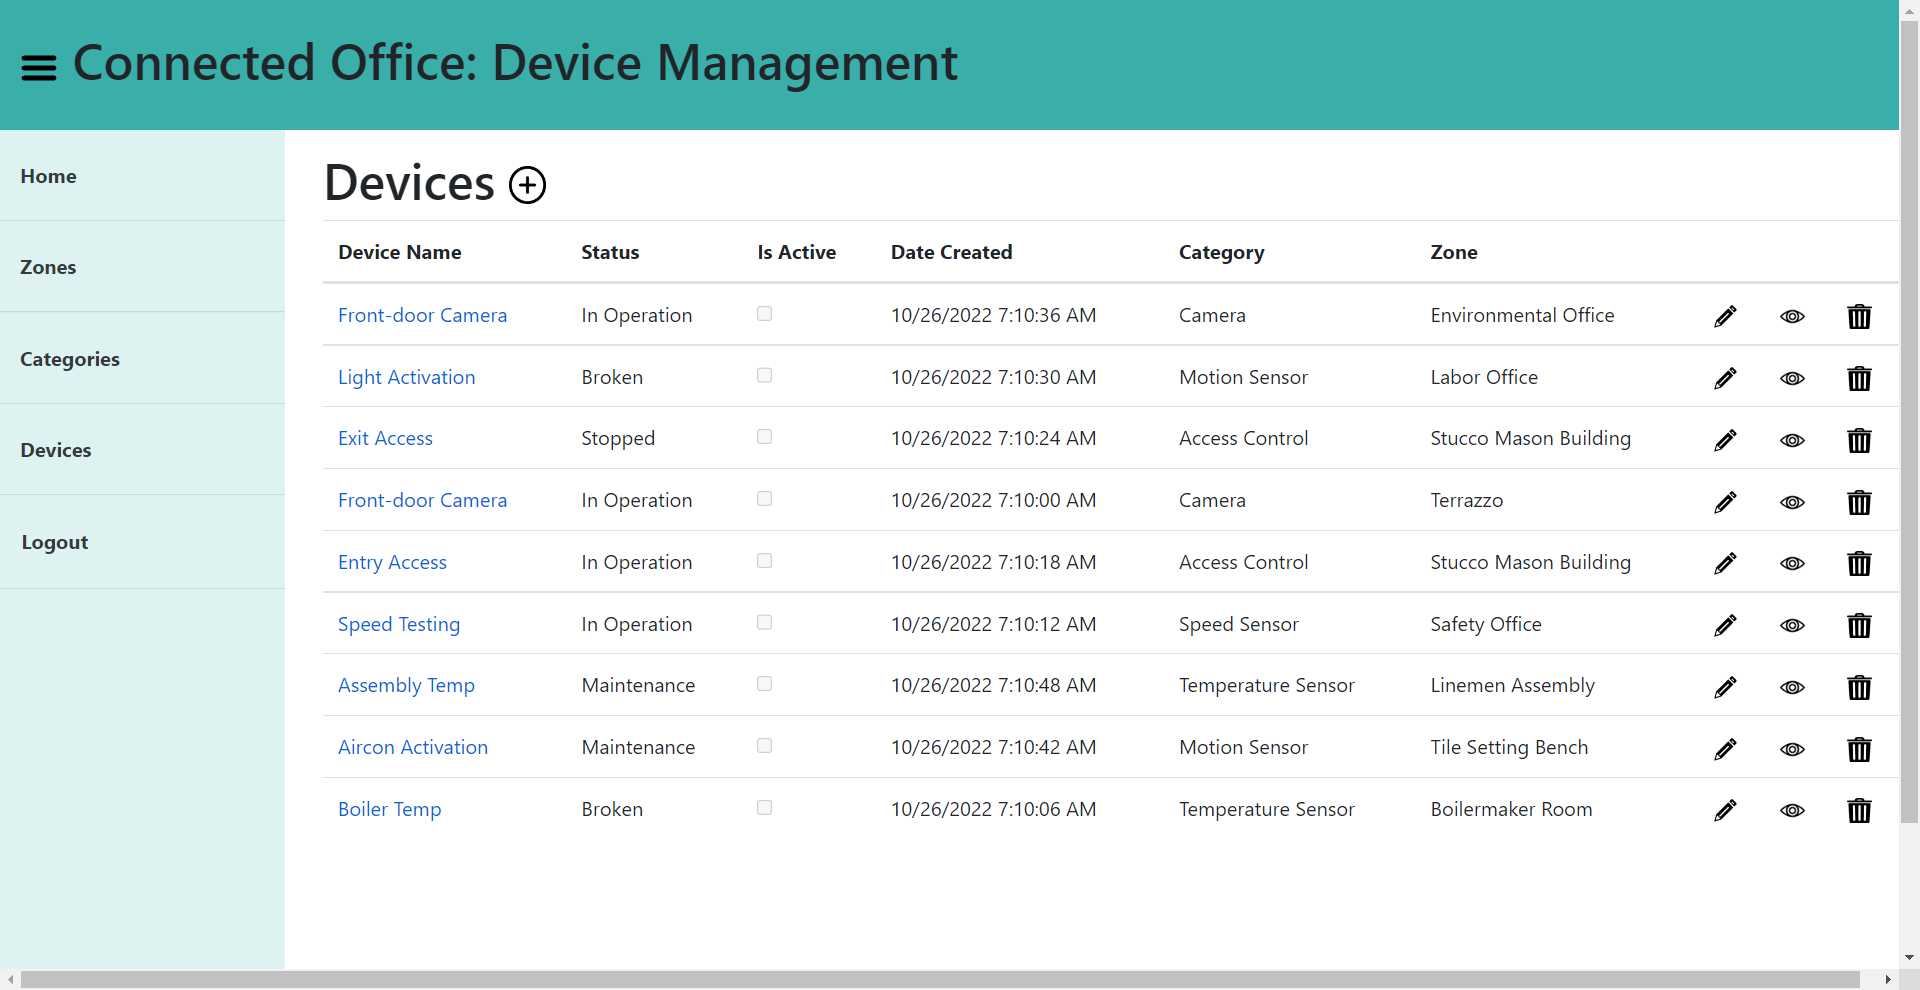 Connected Office: Device Management
Home
Zones
Categories
Devices
Logout
Devices
Device Name Status Is Active Date Created Category Zone
Front-door Camera In Operation 10/26/2022 7:10:36 AM Camera Environmental Office
Light Activation Broken 10/26/2022 7:10:30 AM Motion Sensor Labor Office
Exit Access Stopped 10/26/2022 7:10:24 AM Access Control Stucco Mason Building
Front-door Camera In Operation 10/26/2022 7:10:00 AM Camera Terrazzo
Entry Access In Operation 10/26/2022 7:10:18 AM Access Control Stucco Mason Building
Speed Testing In Operation 10/26/2022 7:10:12 AM Speed Sensor Safety Office
Assembly Temp Maintenance 10/26/2022 7:10:48 AM Temperature Sensor Linemen Assembly
Aircon Activation Maintenance 10/26/2022 7:10:42 AM Motion Sensor Tile Setting Bench
Boiler Temp Broken 10/26/2022 7:10:06 AM Temperature Sensor Boilermaker Room